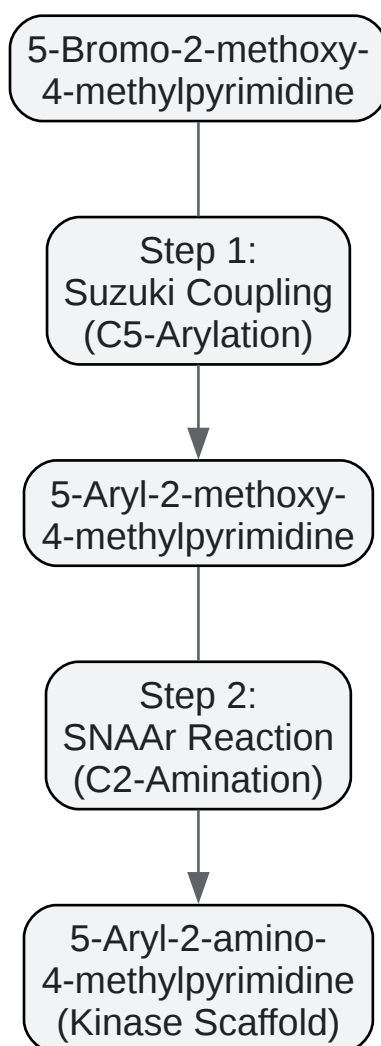 5-Bromo-2-methoxy-
4-methylpyrimidine
Step 1:
Suzuki Coupling
(C5-Arylation)
5-Aryl-2-methoxy-
4-methylpyrimidine
Step 2:
SNAAr Reaction
(C2-Amination)
5-Aryl-2-amino-
4-methylpyrimidine
(Kinase Scaffold)